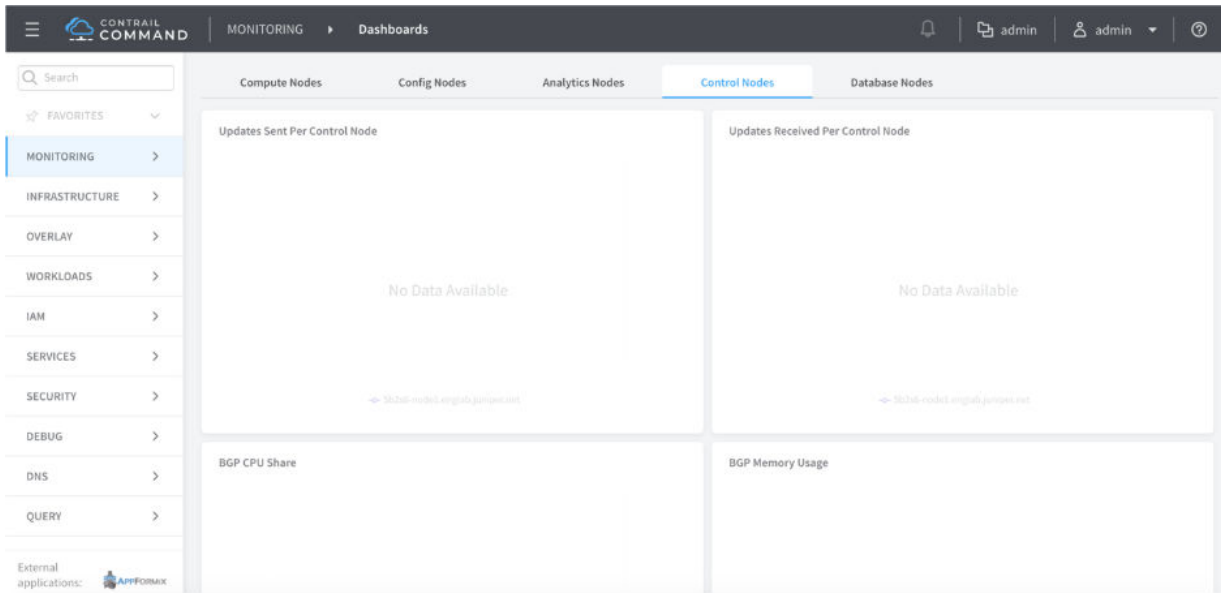 CONTRAIL
COMMAND
MONITORING
Dashboards
admin
admin
Search
FAVORITES
MONITORING
INFRASTRUCTURE
OVERLAY
WORKLOADS
IAM
SERVICES
SECURITY
DEBUG
DNS
QUERY
External
applications:
APPFORMIX
Compute Nodes
Config Nodes
Analytics Nodes
Control Nodes
Database Nodes
Updates Sent Per Control Node
No Data Available
Updates Received Per Control Node
No Data Available
BGP CPU Share
BGP Memory Usage